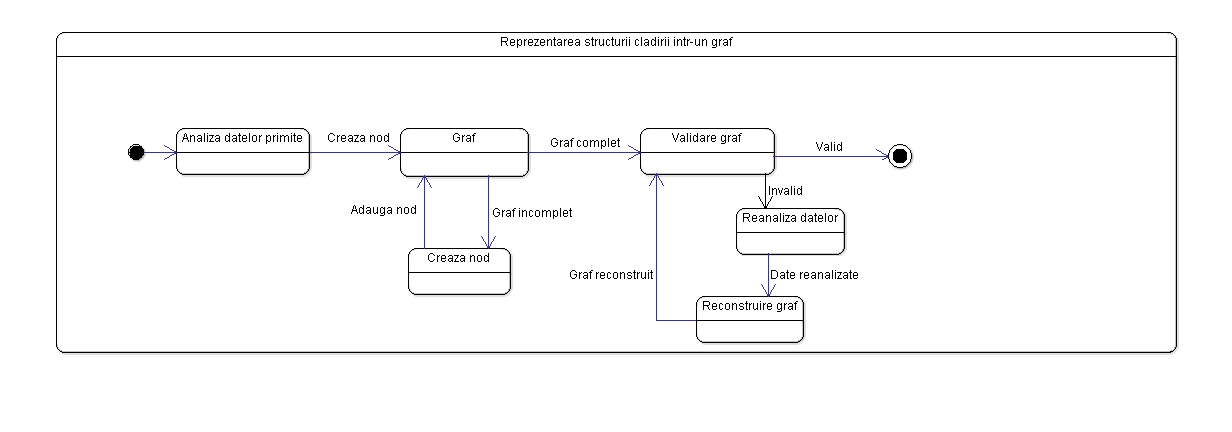 Reprezentarea structurii cladirii intr-un graf
Analiza datelor primite
Creaza nod
Graf
Graf complet
Validare graf
Valid
Adauga nod
Graf incomplet
Creaza nod
Invalid
Reanaliza datelor
Date reanalizate
Graf reconstruit
Reconstruire graf